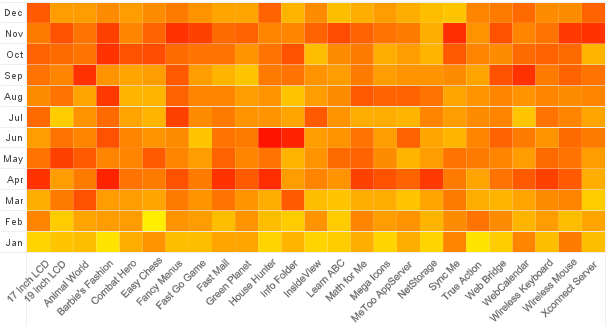 Dec
Nov
Oct
Sep
Aug
Jul
Jun
May
Apr
Mar
Feb
Jan
17 Inch LCD
19 Inch LCD
Animal World
Barbie's Fashion
Combat Hero
Easy Chess
Fancy Menus
Fast Go Game
Fast Mail
Green Planet
House Hunter
Info Folder
InsideView
Learn ABC
Math for Me
Mega Icons
MeToo AppServer
NetStorage
Sync Me
True Action
Web Bridge
WebCalendar
Wireless Keyboard
Wireless Mouse
Xconnect Server